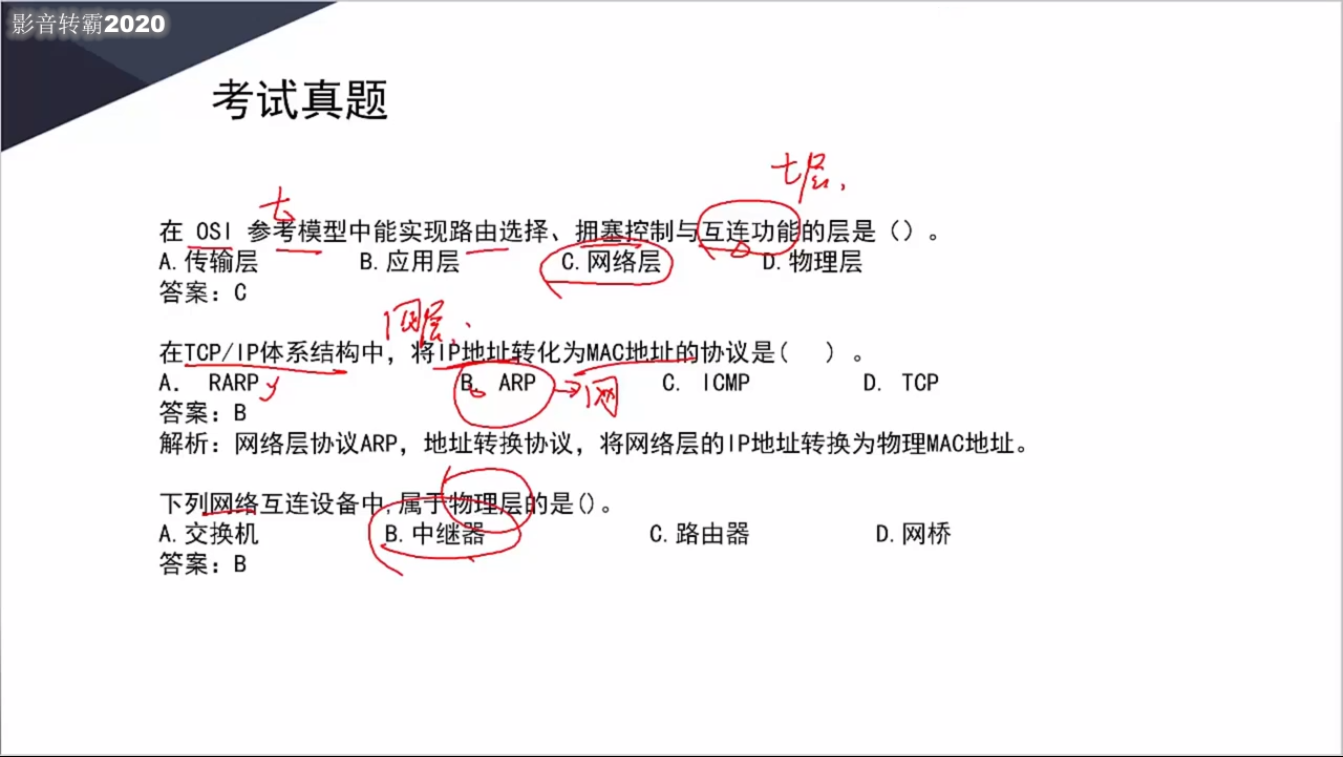 影音转霸2020
考试真题
七层.
七
在 OSI 参考模型中能实现路由选择、拥塞控制与互连功能的层是（）。
A.传输层 B.应用层 C.网络层 D.物理层
答案：C
在TCP/IP体系结构中，将IP地址转化为MAC地址的协议是( ) 。
A. RARP B. ARP C. ICMP D. TCP
答案：B
解析：网络层协议ARP，地址转换协议，将网络层的IP地址转换为物理MAC地址。
下列网络互连设备中,属于物理层的是()。
A.交换机 B.中继器 C.路由器 D.网桥
答案：B